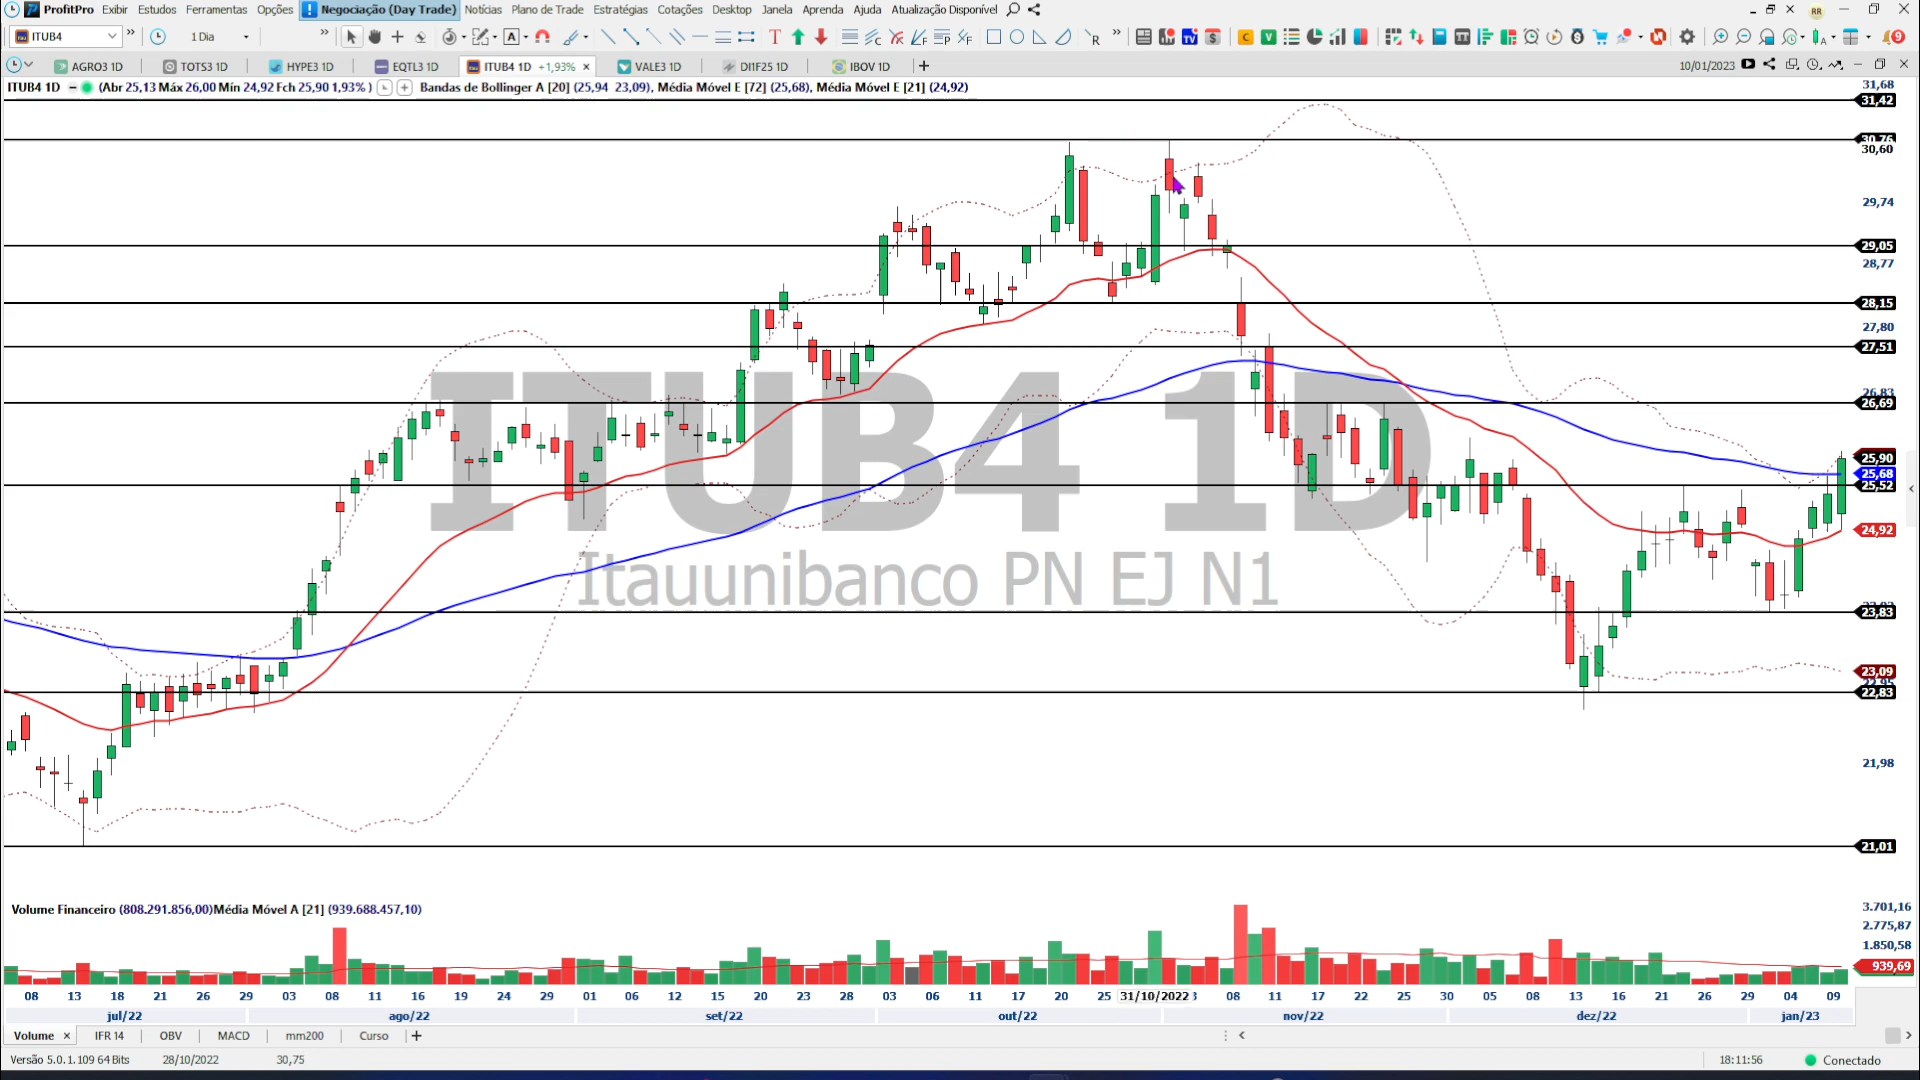 ProfitPro Exibir Estudos Ferramentas Opções ! Negociação (Day Trade) Notícias Plano de Trade Estratégias Cotações Desktop Janela Aprenda Ajuda Atualização Disponível RR
ITUB4 1 Dia
AGRO3 1D TOTS3 1D HYPE3 1D EQTL3 1D ITUB4 1D +1,93% VALE3 1D DI1F25 1D IBOV 1D 10/01/2023
ITUB4 1D (Abr 25,13 Máx 26,00 Mín 24,92 Fch 25,90 1,93% ) Bandas de Bollinger A [20] (25,94 23,09), Média Móvel E [72] (25,68), Média Móvel E [21] (24,92)
31,68
31,42
30,76
30,60
29,74
29,05
28,77
28,15
27,80
27,51
26,83
26,69
25,90
25,68
25,52
24,92
23,83
23,09
22,95
22,83
21,98
21,01
ITUB4 1D
Itauunibanco PN EJ N1
Volume Financeiro (808.291.856,00)Média Móvel A [21] (939.688.457,10)
3.701,16
2.775,87
1.850,58
939,69
08 13 18 21 26 29 03 08 11 16 19 24 29 01 06 12 15 20 23 28 03 06 11 17 20 25 31/10/2022 08 11 17 22 25 30 05 08 13 16 21 26 29 04 09
jul/22 ago/22 set/22 out/22 nov/22 dez/22 jan/23
Volume IFR 14 OBV MACD mm200 Curso
Versão 5.0.1.109 64 Bits 28/10/2022 30,75 18:11:56 Conectado